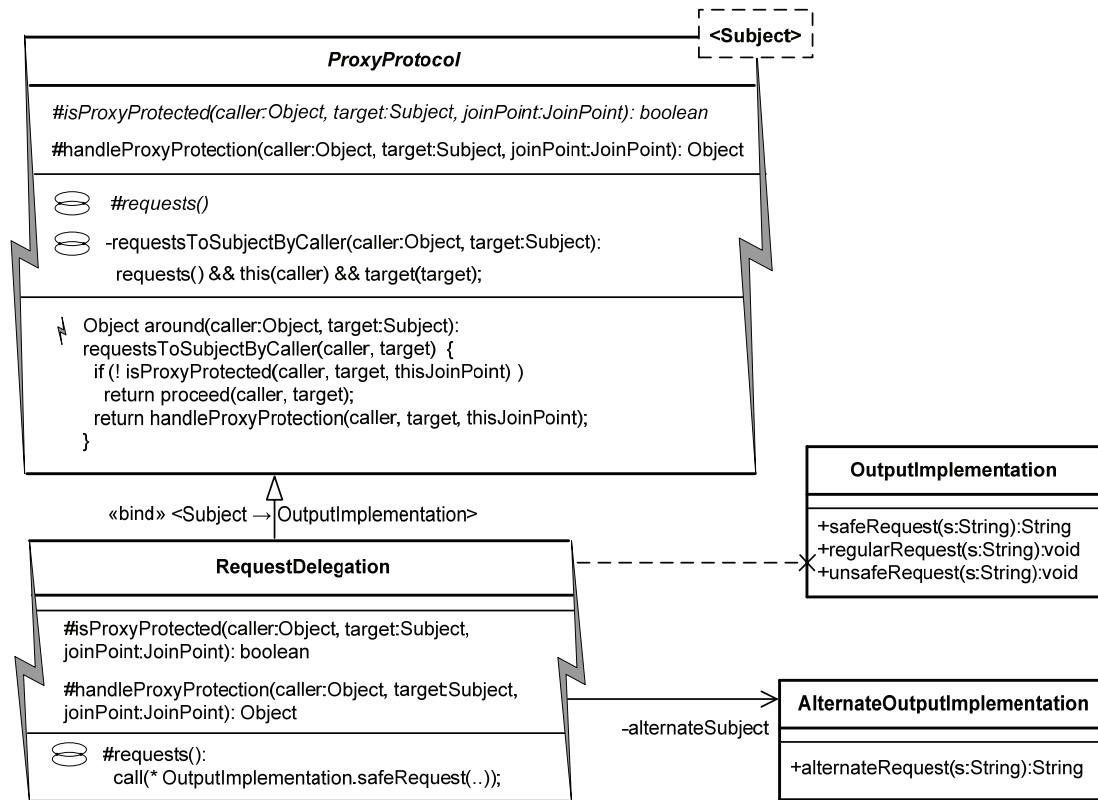 <Subject>
ProxyProtocol
#isProxyProtected(caller:Object, target:Subject, joinPoint:JoinPoint): boolean
#handleProxyProtection(caller:Object, target:Subject, joinPoint:JoinPoint): Object
#requests()
-requestsToSubjectByCaller(caller:Object, target:Subject):
requests() && this(caller) && target(target);
Object around(caller:Object, target:Subject):
requestsToSubjectByCaller(caller, target) {
if (! isProxyProtected(caller, target, thisJoinPoint) )
return proceed(caller, target);
return handleProxyProtection(caller, target, thisJoinPoint);
}
«bind» <Subject → OutputImplementation>
OutputImplementation
+safeRequest(s:String):String
+regularRequest(s:String):void
+unsafeRequest(s:String):void
RequestDelegation
#isProxyProtected(caller:Object, target:Subject,
joinPoint:JoinPoint): boolean
#handleProxyProtection(caller:Object, target:Subject,
joinPoint:JoinPoint): Object
#requests():
call(* OutputImplementation.safeRequest(..));
-alternateSubject
AlternateOutputImplementation
+alternateRequest(s:String):String